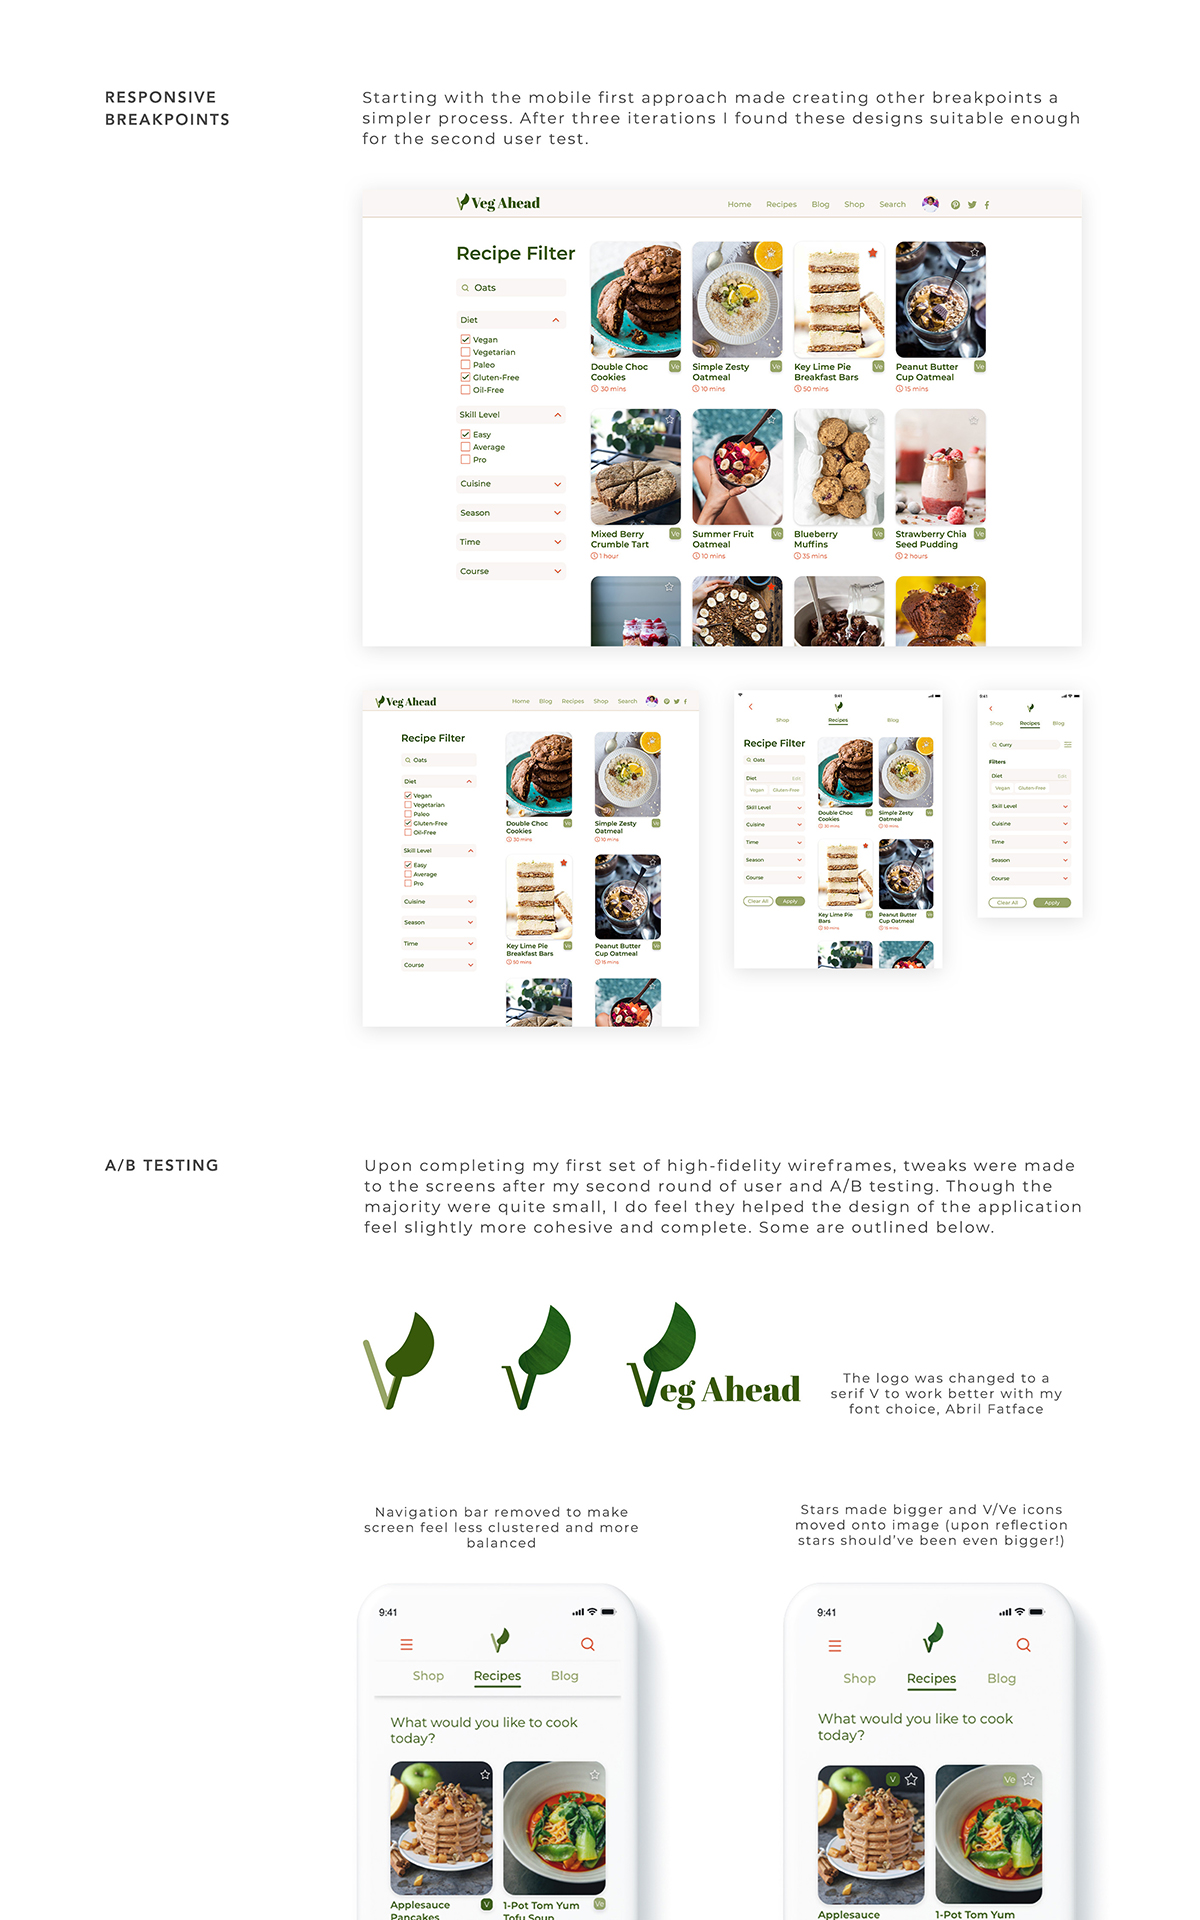 RESPONSIVE
BREAKPOINTS
Starting with the mobile first approach made creating other breakpoints a
simpler process. After three iterations I found these designs suitable enough
for the second user test.
Veg Ahead
Home Recipes Blog Shop Search
Recipe Filter
Oats
Diet
Vegan
Vegetarian
Paleo
Gluten-Free
Oil-Free
Skill Level
Easy
Average
Pro
Cuisine
Season
Time
Course
Double Choc
Cookies
Ve
30 mins
Simple Zesty
Oatmeal
Ve
10 mins
Key Lime Pie
Breakfast Bars
Ve
50 mins
Peanut Butter
Cup Oatmeal
Ve
15 mins
Mixed Berry
Crumble Tart
Ve
1 hour
Summer Fruit
Oatmeal
Ve
10 mins
Blueberry
Muffins
Ve
35 mins
Strawberry Chia
Seed Pudding
Ve
2 hours
Veg Ahead
Home Blog Recipes Shop Search
Recipe Filter
Oats
Diet
Vegan
Vegetarian
Paleo
Gluten-Free
Oil-Free
Skill Level
Easy
Average
Pro
Cuisine
Season
Time
Course
Double Choc
Cookies
Ve
30 mins
Simple Zesty
Oatmeal
Ve
10 mins
Key Lime Pie
Breakfast Bars
Ve
50 mins
Peanut Butter
Cup Oatmeal
Ve
15 mins
9:41
Shop Recipes Blog
Recipe Filter
Oats
Diet Edit
Vegan Gluten-Free
Skill Level
Cuisine
Time
Season
Course
Clear All Apply
Double Choc
Cookies
30 mins
Simple Zesty
Oatmeal
Key Lime Pie
Bars
50 mins
Peanut Butter
Cup Oatmeal
15 mins
9:41
Shop Recipes Blog
Curry
Filters
Diet Edit
Vegan Gluten-Free
Skill Level
Cuisine
Time
Season
Course
Clear All Apply
A/B TESTING
Upon completing my first set of high-fidelity wireframes, tweaks were made
to the screens after my second round of user and A/B testing. Though the
majority were quite small, I do feel they helped the design of the application
feel slightly more cohesive and complete. Some are outlined below.
V
V
Veg Ahead
The logo was changed to a
serif V to work better with my
font choice, Abril Fatface
Navigation bar removed to make
screen feel less clustered and more
balanced
Stars made bigger and V/Ve icons
moved onto image (upon reflection
stars should've been even bigger!)
9:41
Shop Recipes Blog
What would you like to cook
today?
Applesauce
Pancakes
V
1-Pot Tom Yum
Tofu Soup
Ve
9:41
Shop Recipes Blog
What would you like to cook
today?
V
Ve
Applesauce
1-Pot Tom Yum